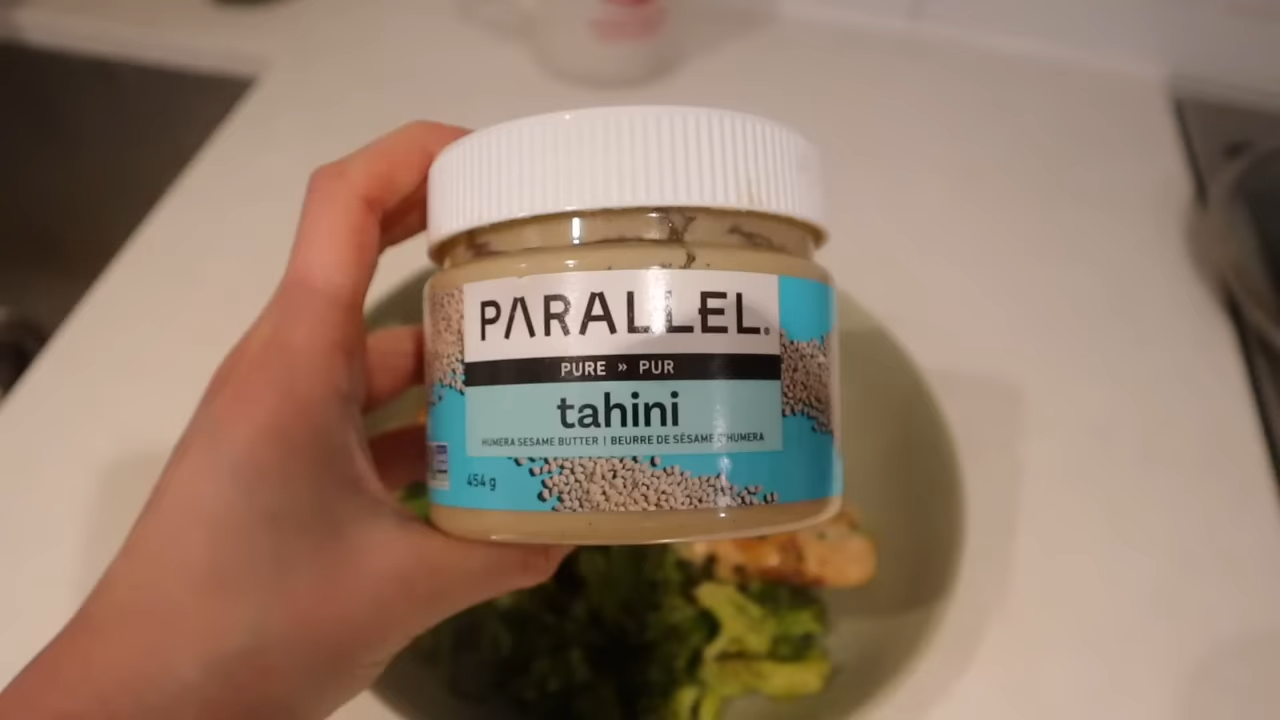 PARALLEL.
PURE » PUR
tahini
HUMERA SESAME BUTTER | BEURRE DE SÉSAME D'HUMERA
454 g